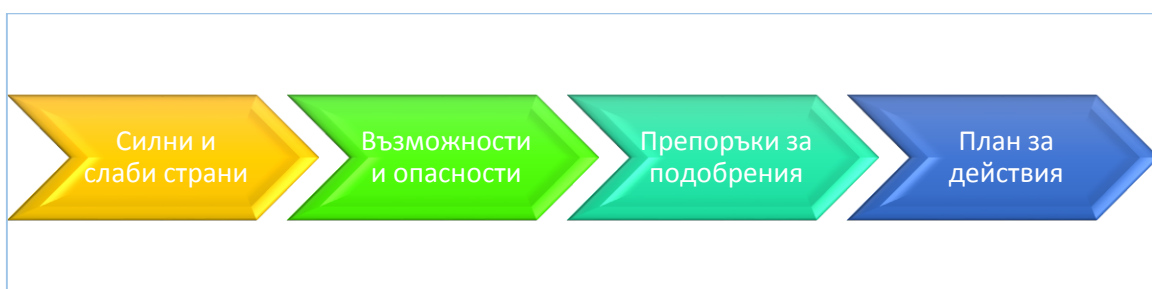 Силни и
слаби страни
Възможности
и опасности
Препоръки за
подобрения
План за
действия